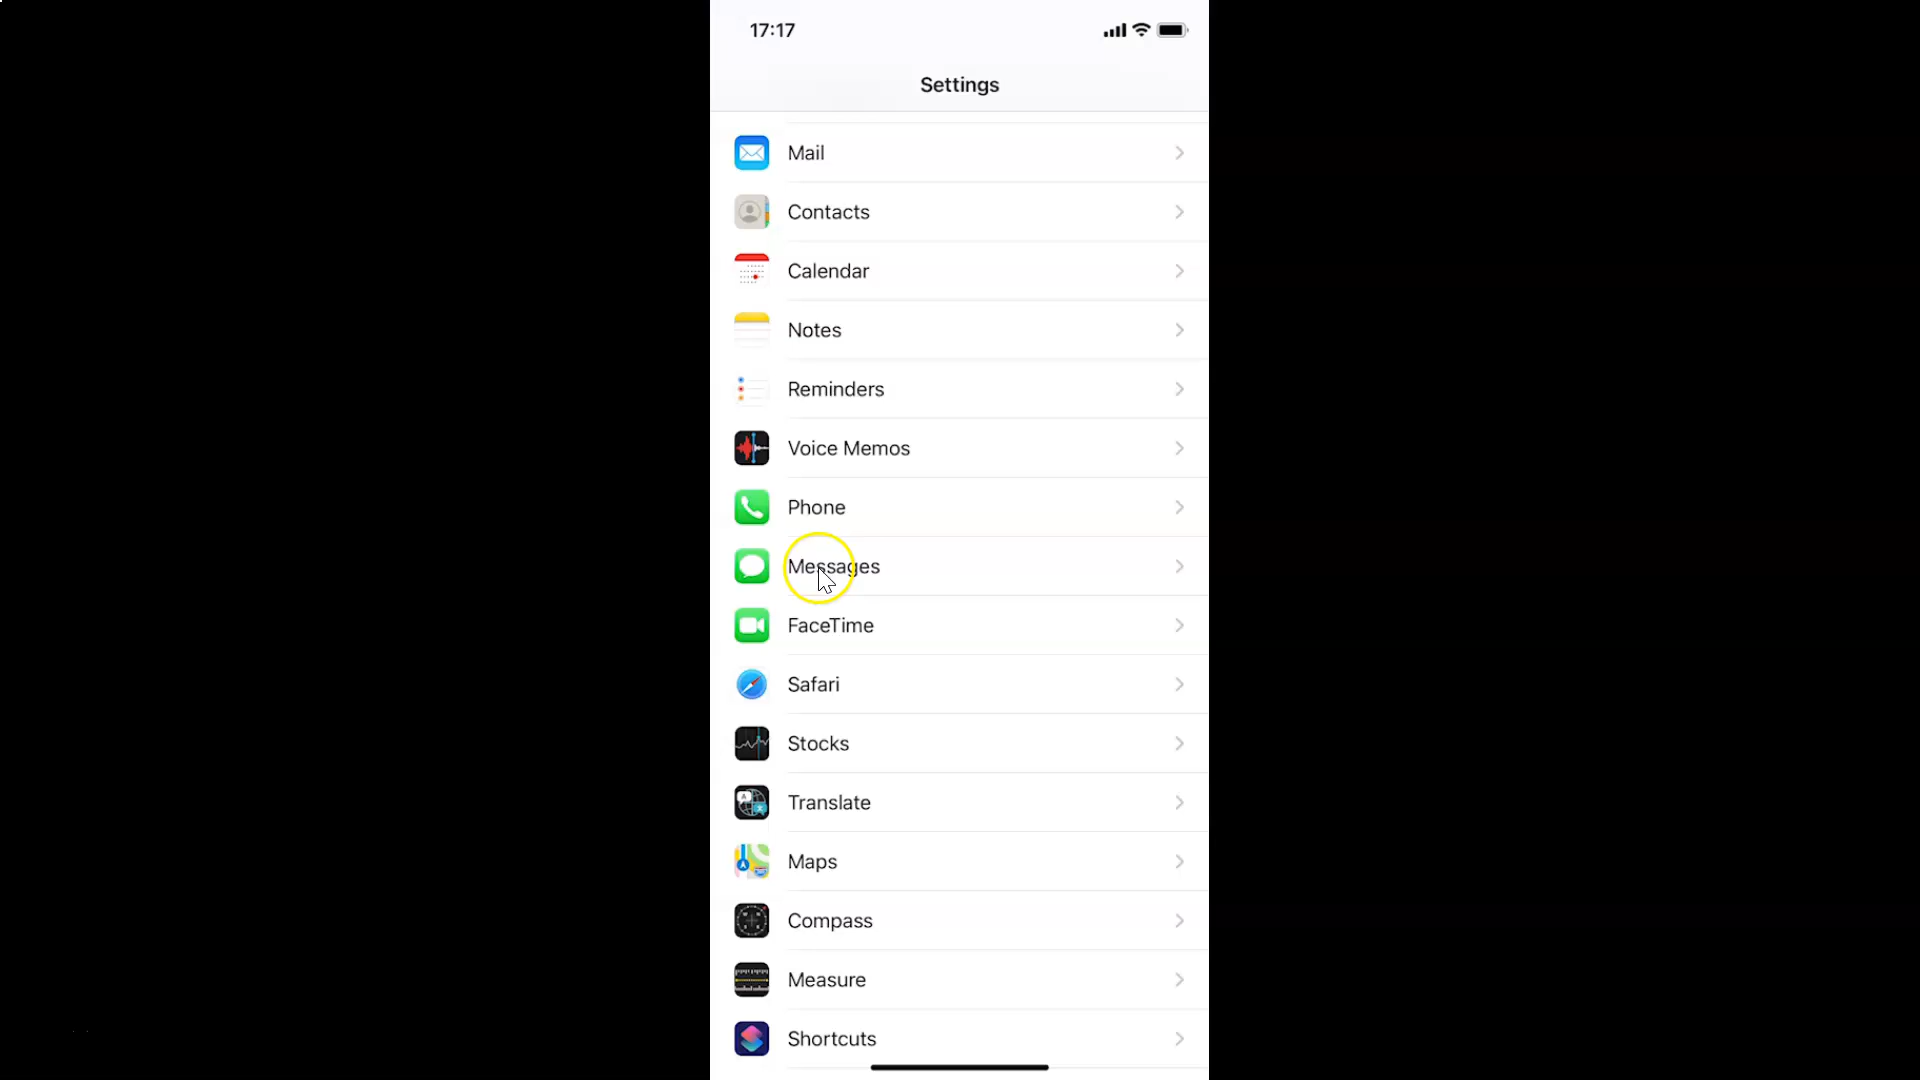 17:17
Settings
Mail
Contacts
Calendar
Notes
Reminders
Voice Memos
Phone
Messages
FaceTime
Safari
Stocks
Translate
Maps
Compass
Measure
Shortcuts